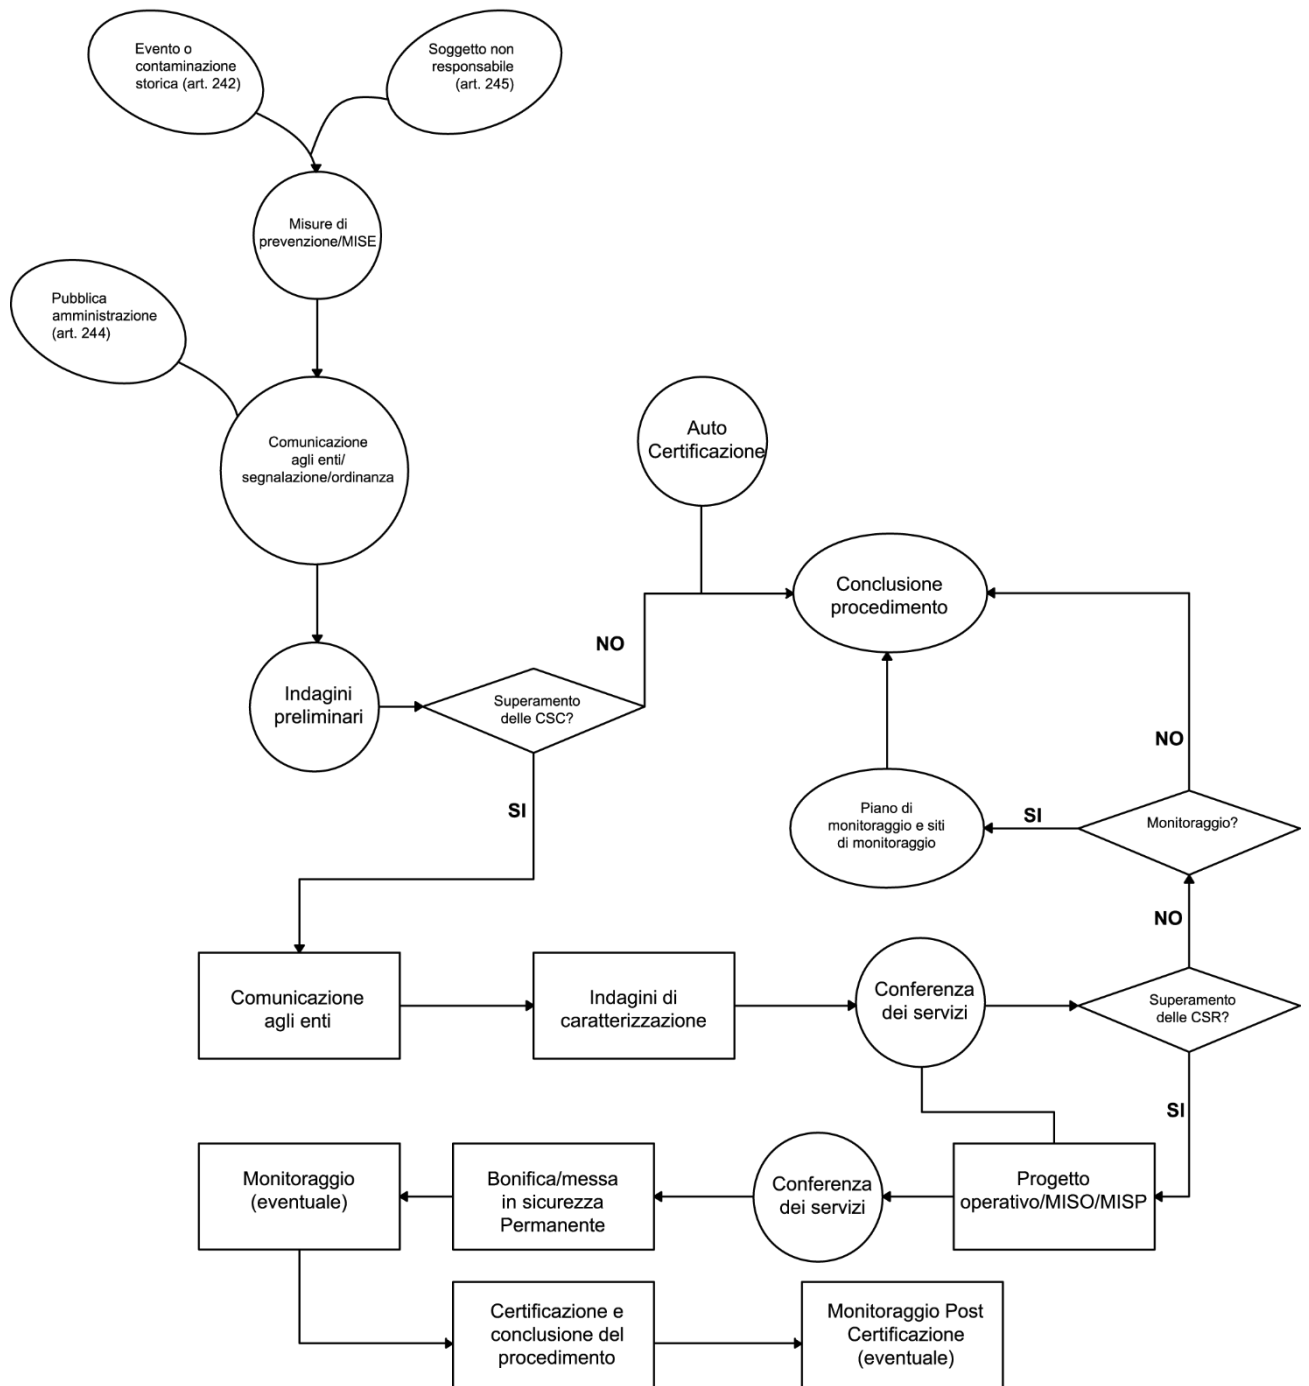 Evento o
contaminazione
storica (art. 242)
Soggetto non
responsabile
(art. 245)
Misure di
prevenzione/MISE
Pubblica
amministrazione
(art. 244)
Comunicazione
agli enti/
segnalazione/ordinanza
Auto
Certificazione
Conclusione
procedimento
NO
Indagini
preliminari
Superamento
delle CSC?
SI
NO
Piano di
monitoraggio e siti
di monitoraggio
SI
Monitoraggio?
NO
Comunicazione
agli enti
Indagini di
caratterizzazione
Conferenza
dei servizi
Superamento
delle CSR?
SI
Monitoraggio
(eventuale)
Bonifica/messa
in sicurezza
Permanente
Conferenza
dei servizi
Progetto
operativo/MISO/MISP
Certificazione e
conclusione del
procedimento
Monitoraggio Post
Certificazione
(eventuale)